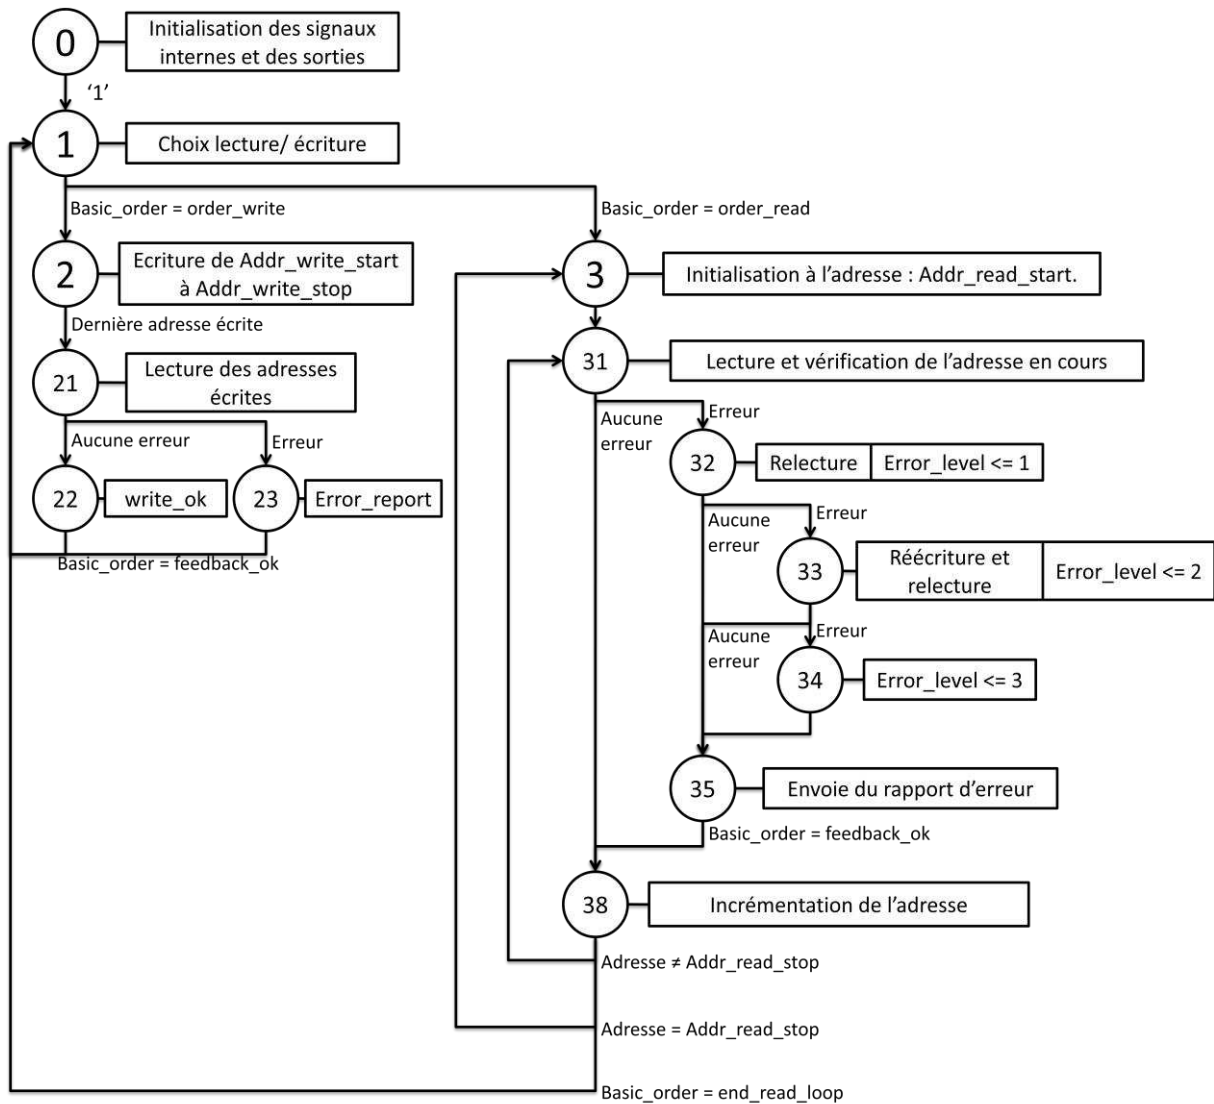 0
Initialisation des signaux
internes et des sorties
‘1’
1
Choix lecture/ écriture
Basic_order = order_write
Basic_order = order_read
2
Ecriture de Addr_write_start
à Addr_write_stop
3
Initialisation à l’adresse : Addr_read_start.
Dernière adresse écrite
21
Lecture des adresses
écrites
31
Lecture et vérification de l’adresse en cours
Aucune erreur
Erreur
Aucune
erreur
Erreur
22
write_ok
23
Error_report
32
Relecture
Error_level <= 1
Basic_order = feedback_ok
Aucune
erreur
Erreur
33
Réécriture et
relecture
Error_level <= 2
Aucune
erreur
Erreur
34
Error_level <= 3
35
Envoie du rapport d’erreur
Basic_order = feedback_ok
38
Incrémentation de l’adresse
Adresse ≠ Addr_read_stop
Adresse = Addr_read_stop
Basic_order = end_read_loop